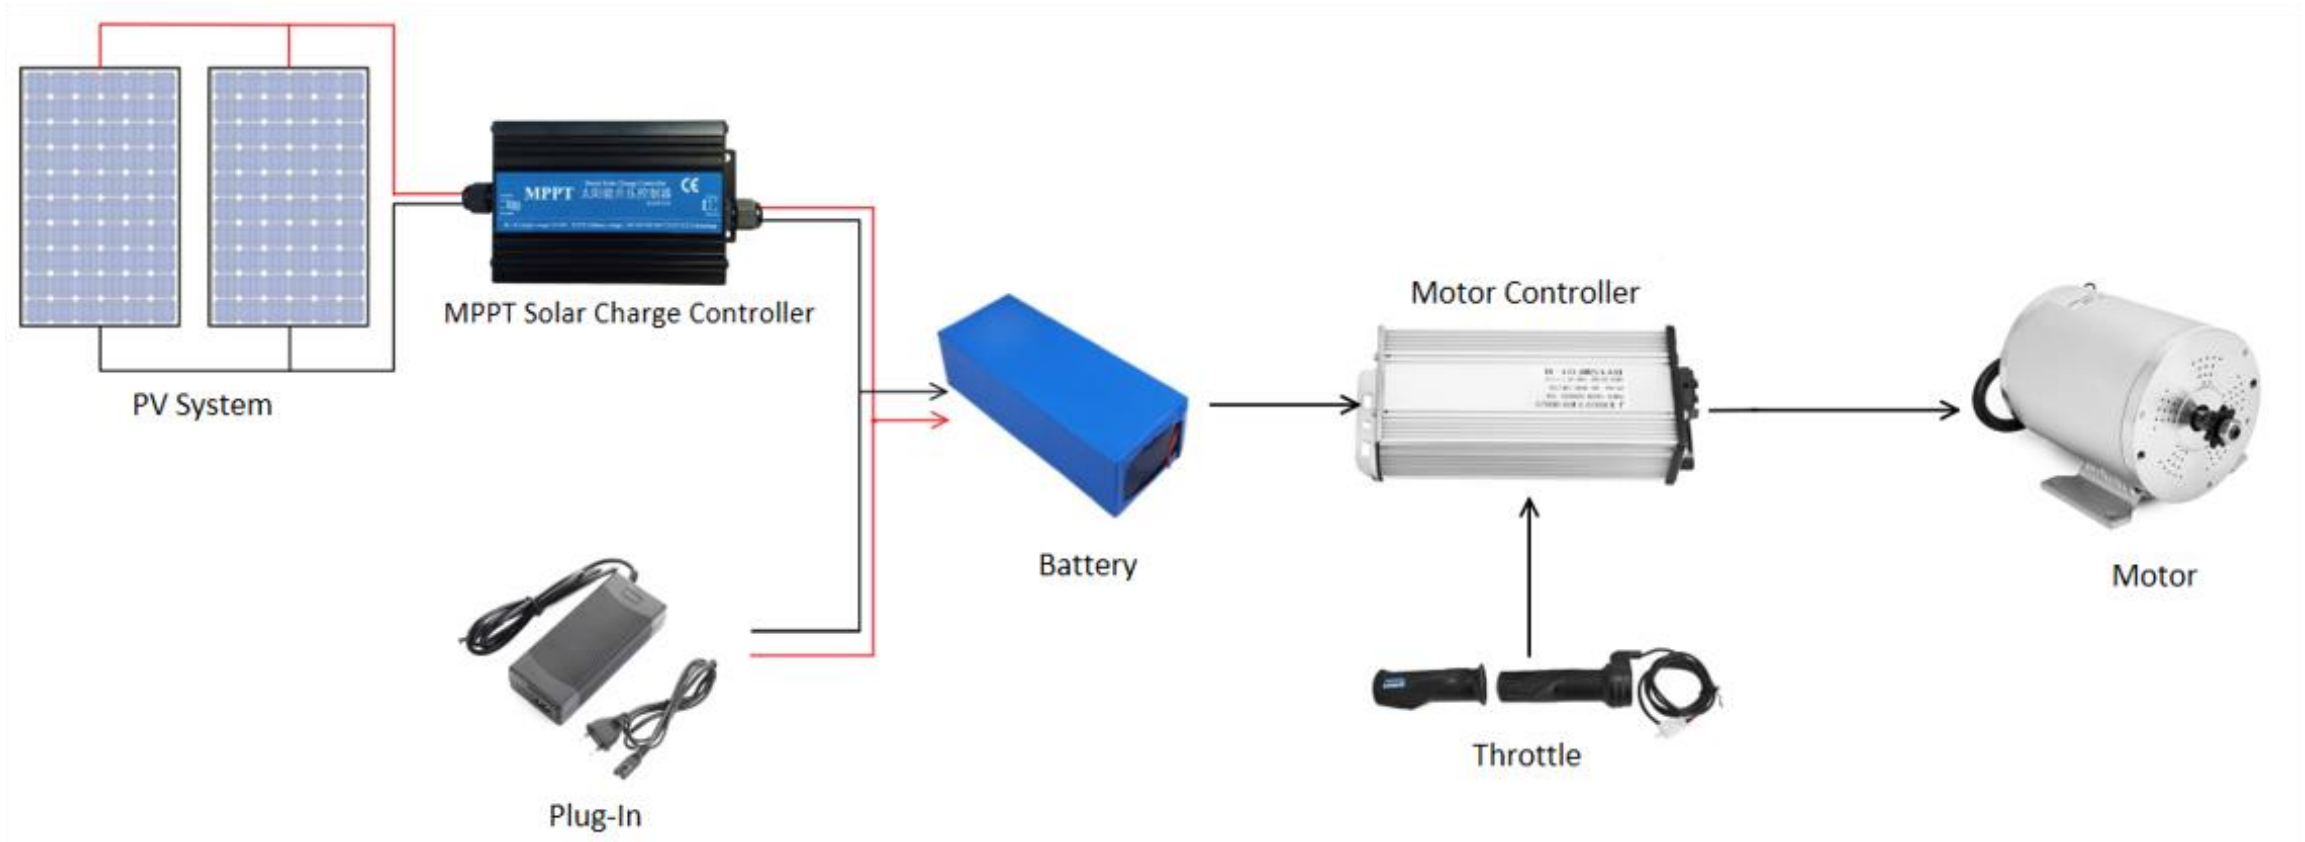 MPPT
CE
MPPT Solar Charge Controller
PV System
Motor Controller
Battery
Motor
Throttle
Plug-In